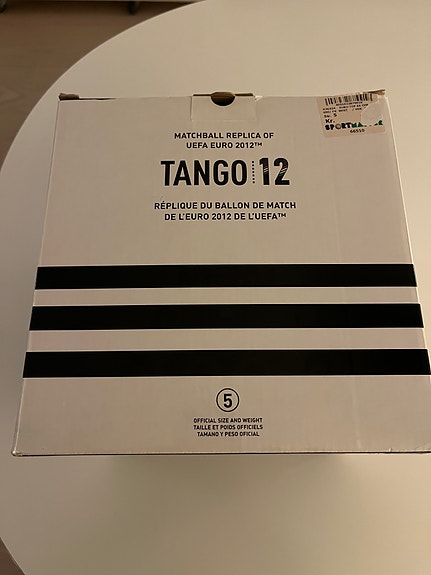 MATCHBALL REPLICA OF
UEFA EURO 2012™
TANGO 12
RÉPLIQUE DU BALLON DE MATCH
DE L'EURO 2012 DE L'UEFA™
Kr.
66510
5
OFFICIAL SIZE AND WEIGHT
TAILLE ET POIDS OFFICIELS
TAMANO Y PESO OFICIAL